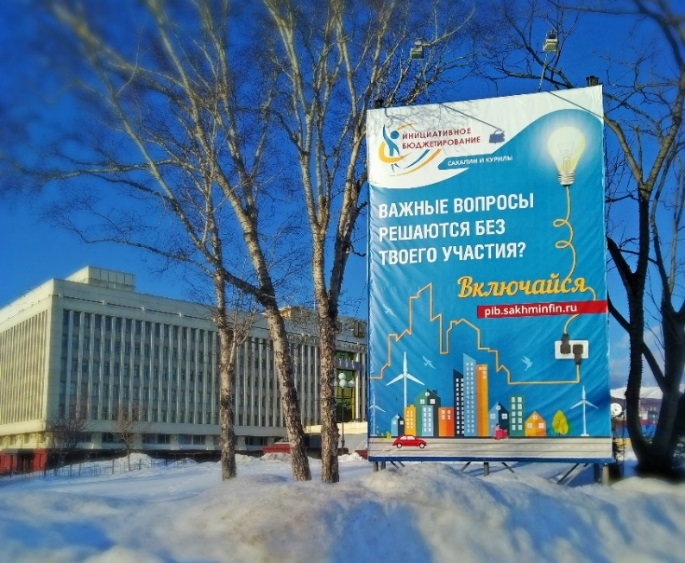 ИНИЦИАТИВНОЕ
БЮДЖЕТИРОВАНИЕ
САХАЛИН И КУРИЛЫ
ВАЖНЫЕ ВОПРОСЫ
РЕШАЮТСЯ БЕЗ
ТВОЕГО УЧАСТИЯ?
Включайся
pib.sakhminfin.ru